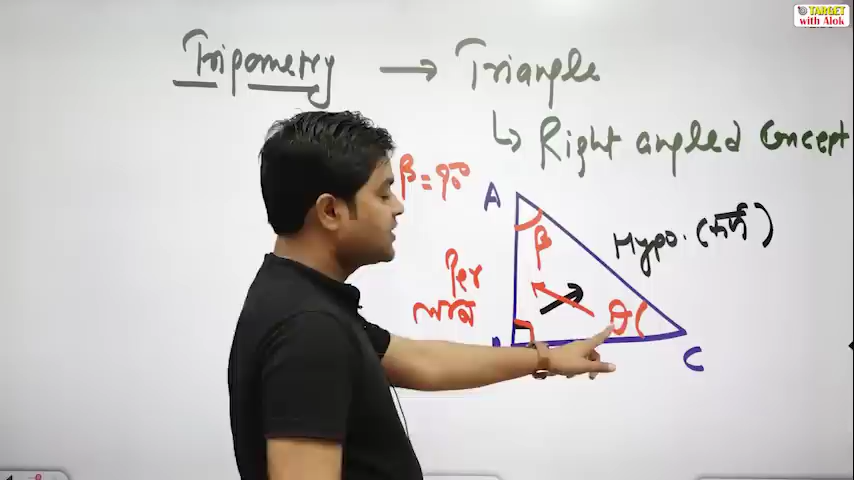 TARGET
with Alok
Trigonometry → Triangle
↳ Right angled Concept
β = 90°
A
β
Hypo. (कर्ण)
Per
लम्ब
θ
C